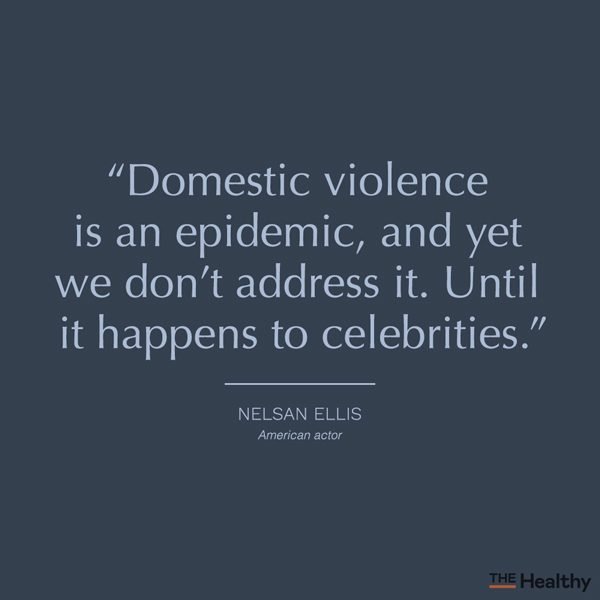 “Domestic violence
is an epidemic, and yet
we don’t address it. Until
it happens to celebrities.”
NELSAN ELLIS
American actor
THE Healthy